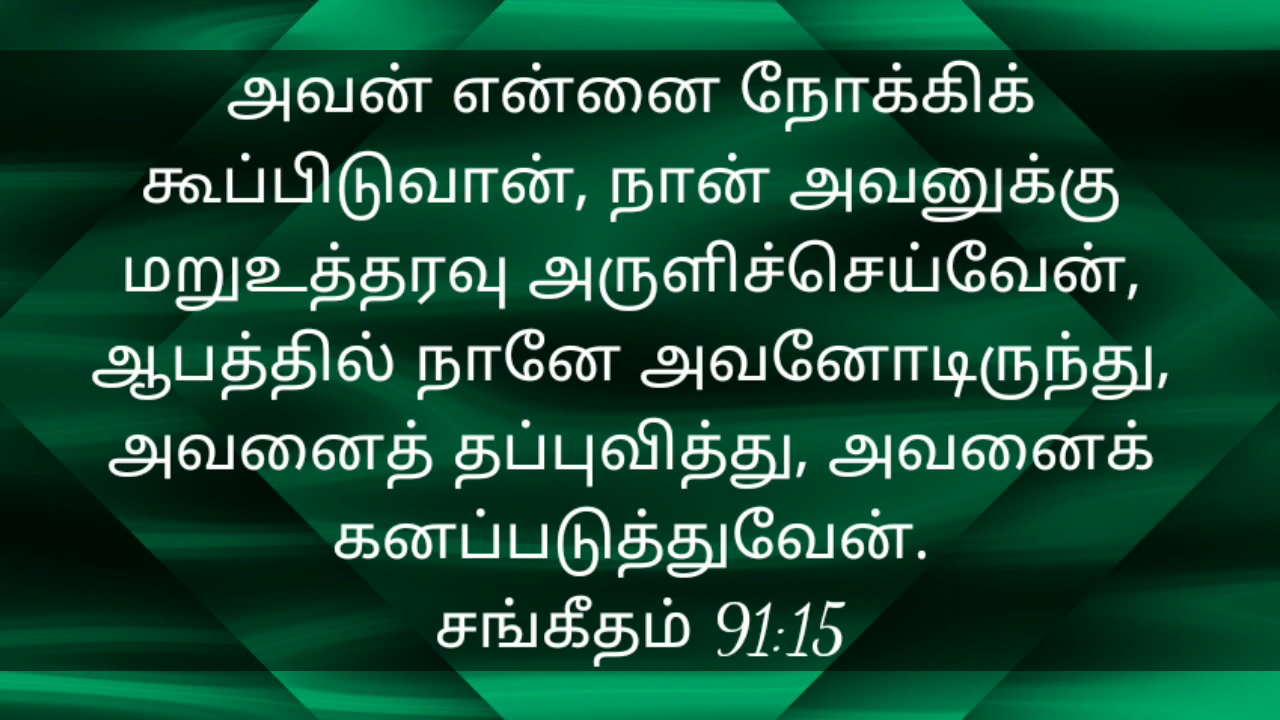 அவன் என்னை நோக்கிக்
கூப்பிடுவான், நான் அவனுக்கு
மறுஉத்தரவு அருளிச்செய்வேன்,
ஆபத்தில் நானே அவனோடிருந்து,
அவனைத் தப்புவித்து, அவனைக்
கனப்படுத்துவேன்.
சங்கீதம் 91:15